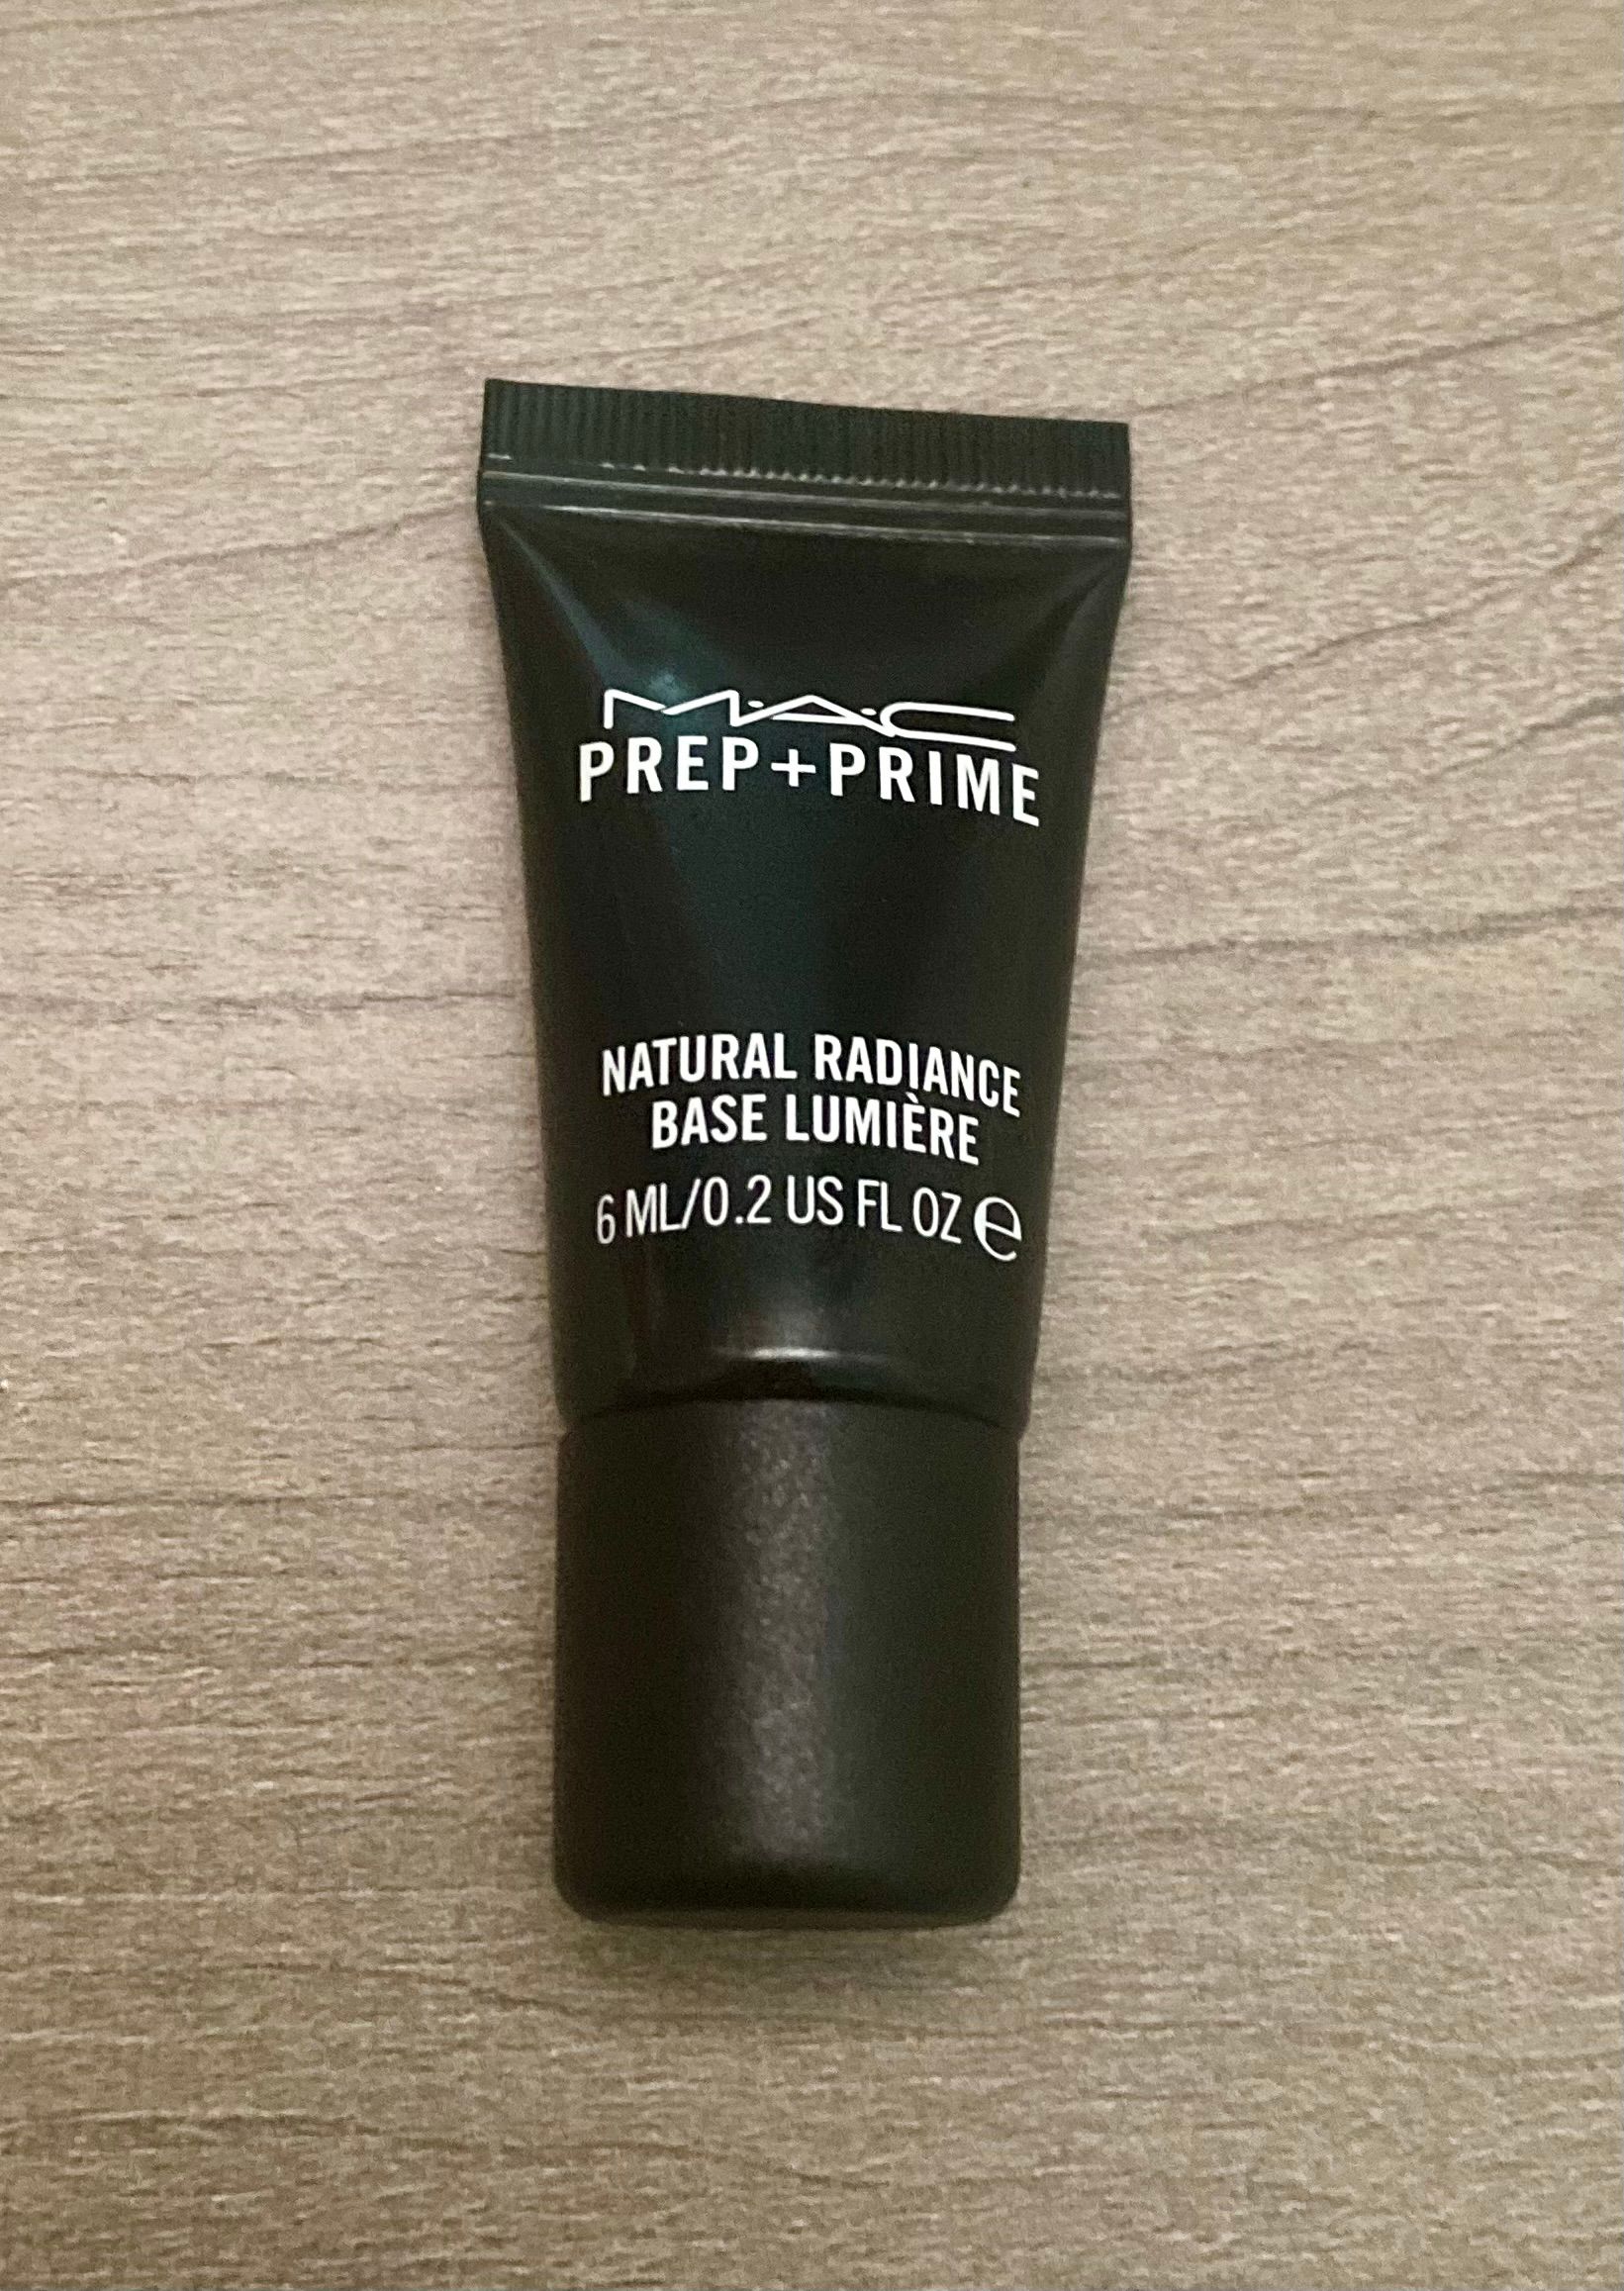 M·A·C
PREP+PRIME
NATURAL RADIANCE
BASE LUMIÈRE
6 ML/0.2 US FL OZ ℮